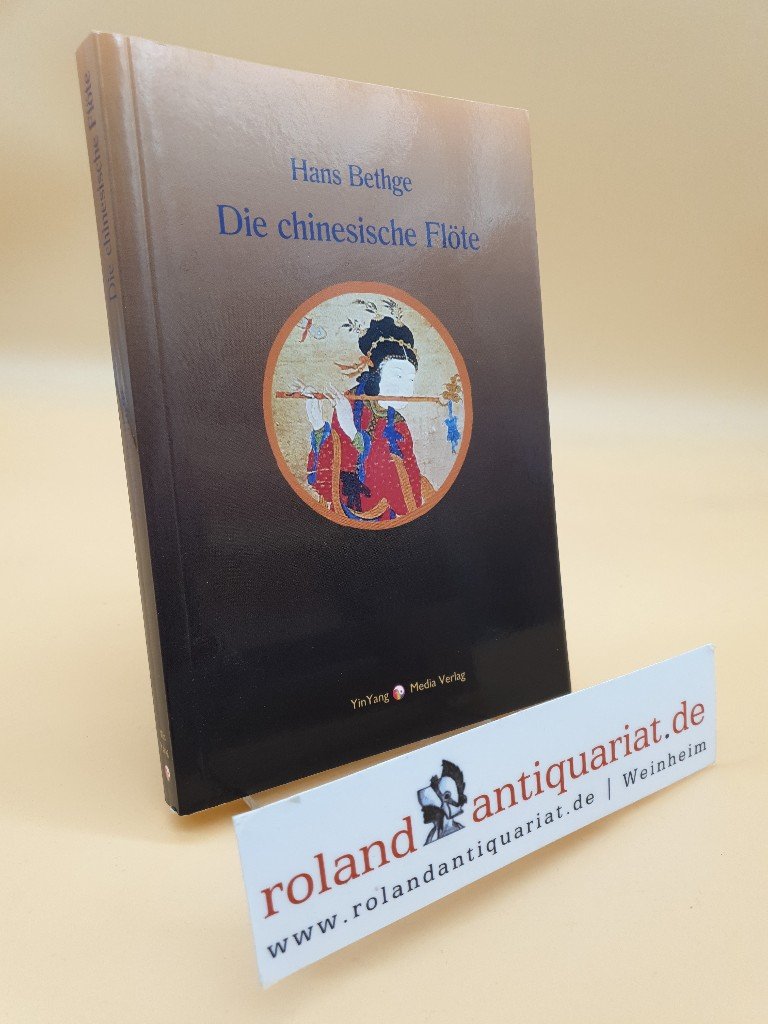 Die chinesische Flöte
Hans Bethge
Die chinesische Flöte
YinYang Media Verlag
roland antiquariat.de
www.rolandantiquariat.de | Weinheim